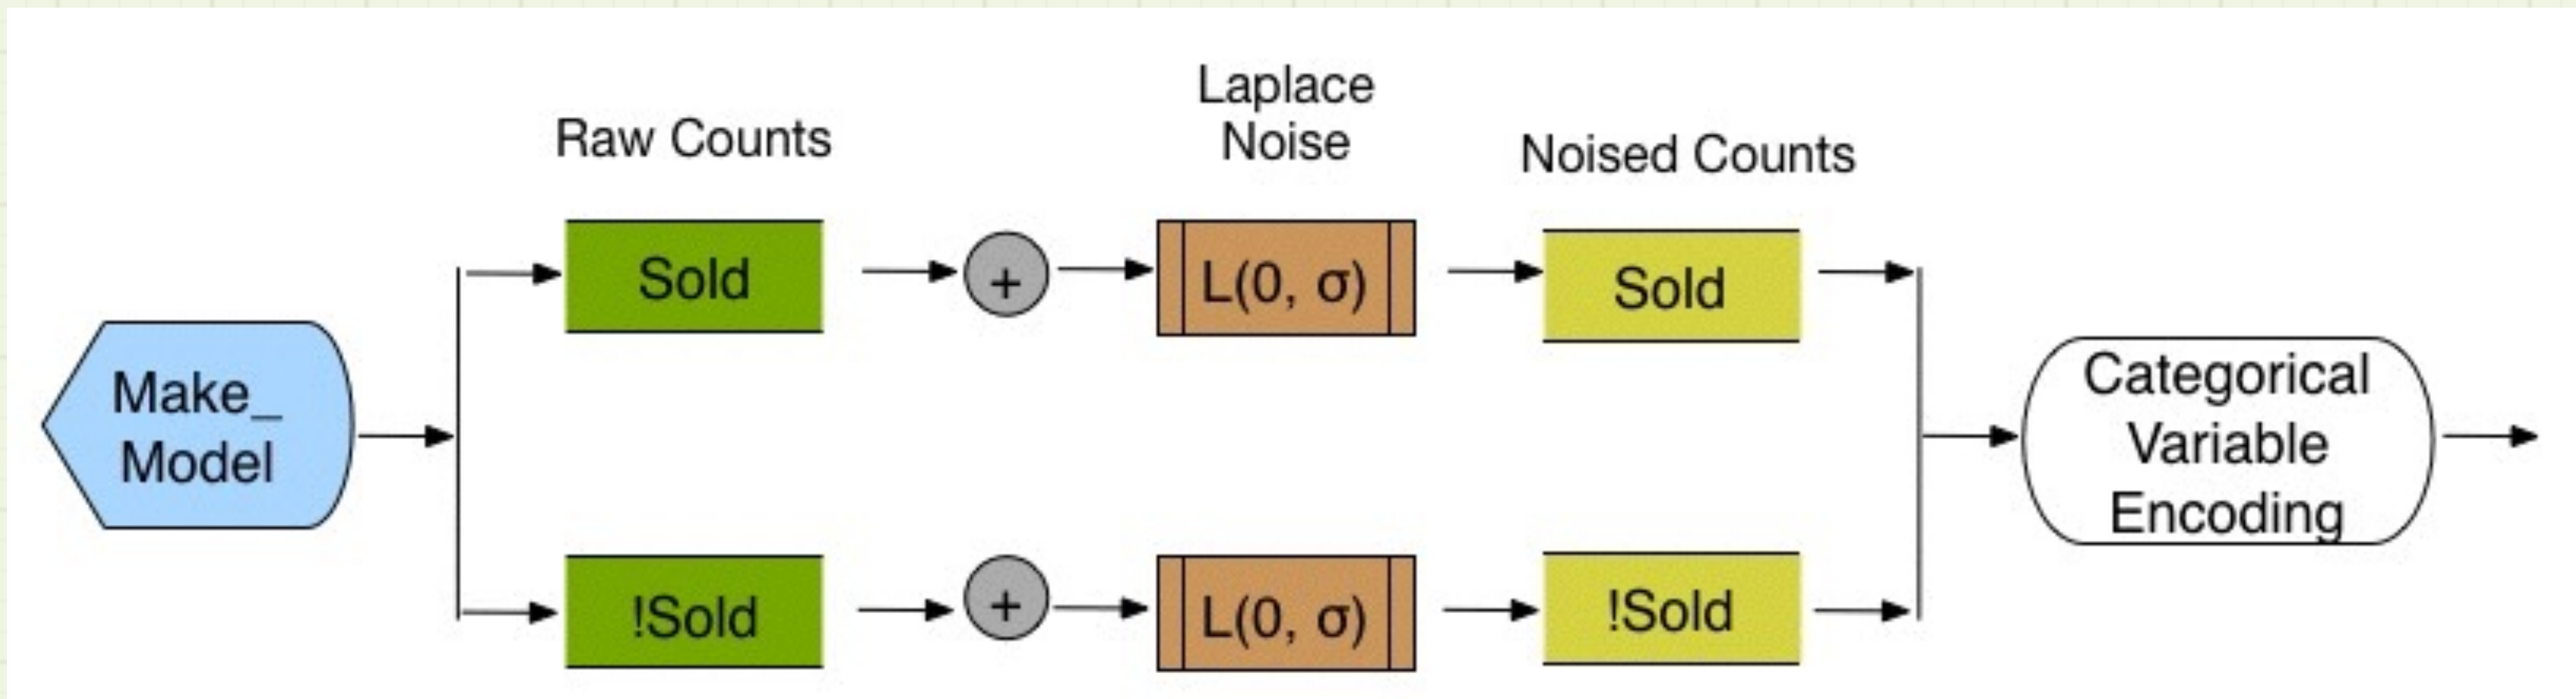 Laplace
Noise
Raw Counts
Noised Counts
Sold
+
L(0, σ)
Sold
Make_
Model
Categorical
Variable
Encoding
!Sold
+
L(0, σ)
!Sold